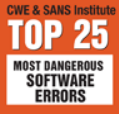 CWE & SANS Institute
TOP 25
MOST DANGEROUS
SOFTWARE
ERRORS